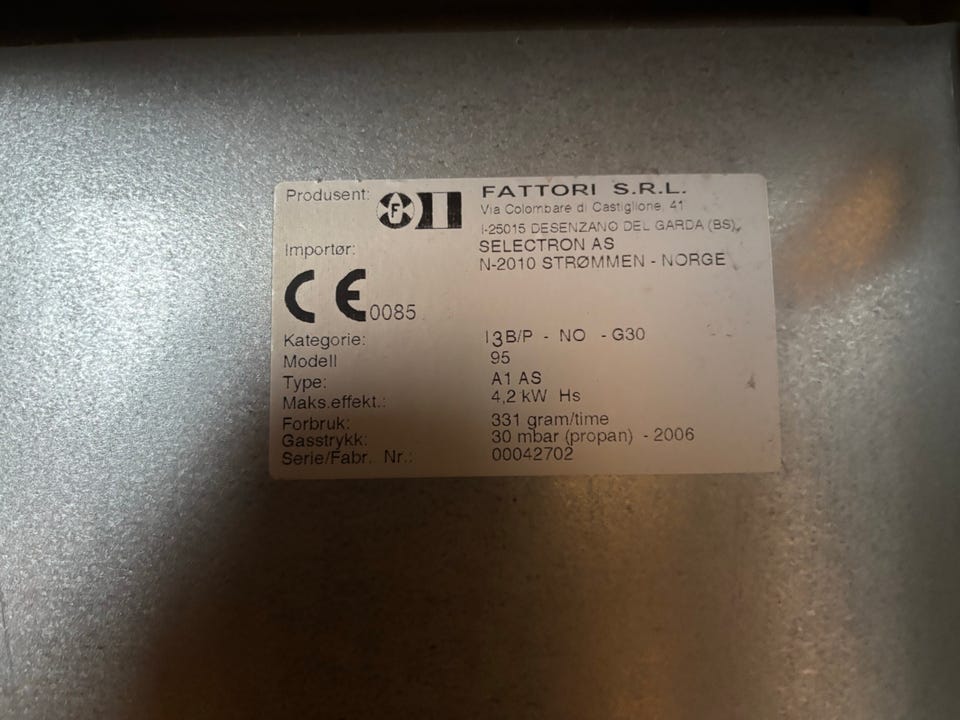 Produsent: FATTORI S.R.L.
Via Colombare di Castiglione, 41
I-25015 DESENZANO DEL GARDA (BS)
Importør: SELECTRON AS
N-2010 STRØMMEN - NORGE
CE 0085
Kategorie: I3B/P - NO - G30
Modell 95
Type: A1 AS
Maks.effekt.: 4,2 kW Hs
Forbruk: 331 gram/time
Gasstrykk: 30 mbar (propan) - 2006
Serie/Fabr. Nr.: 00042702